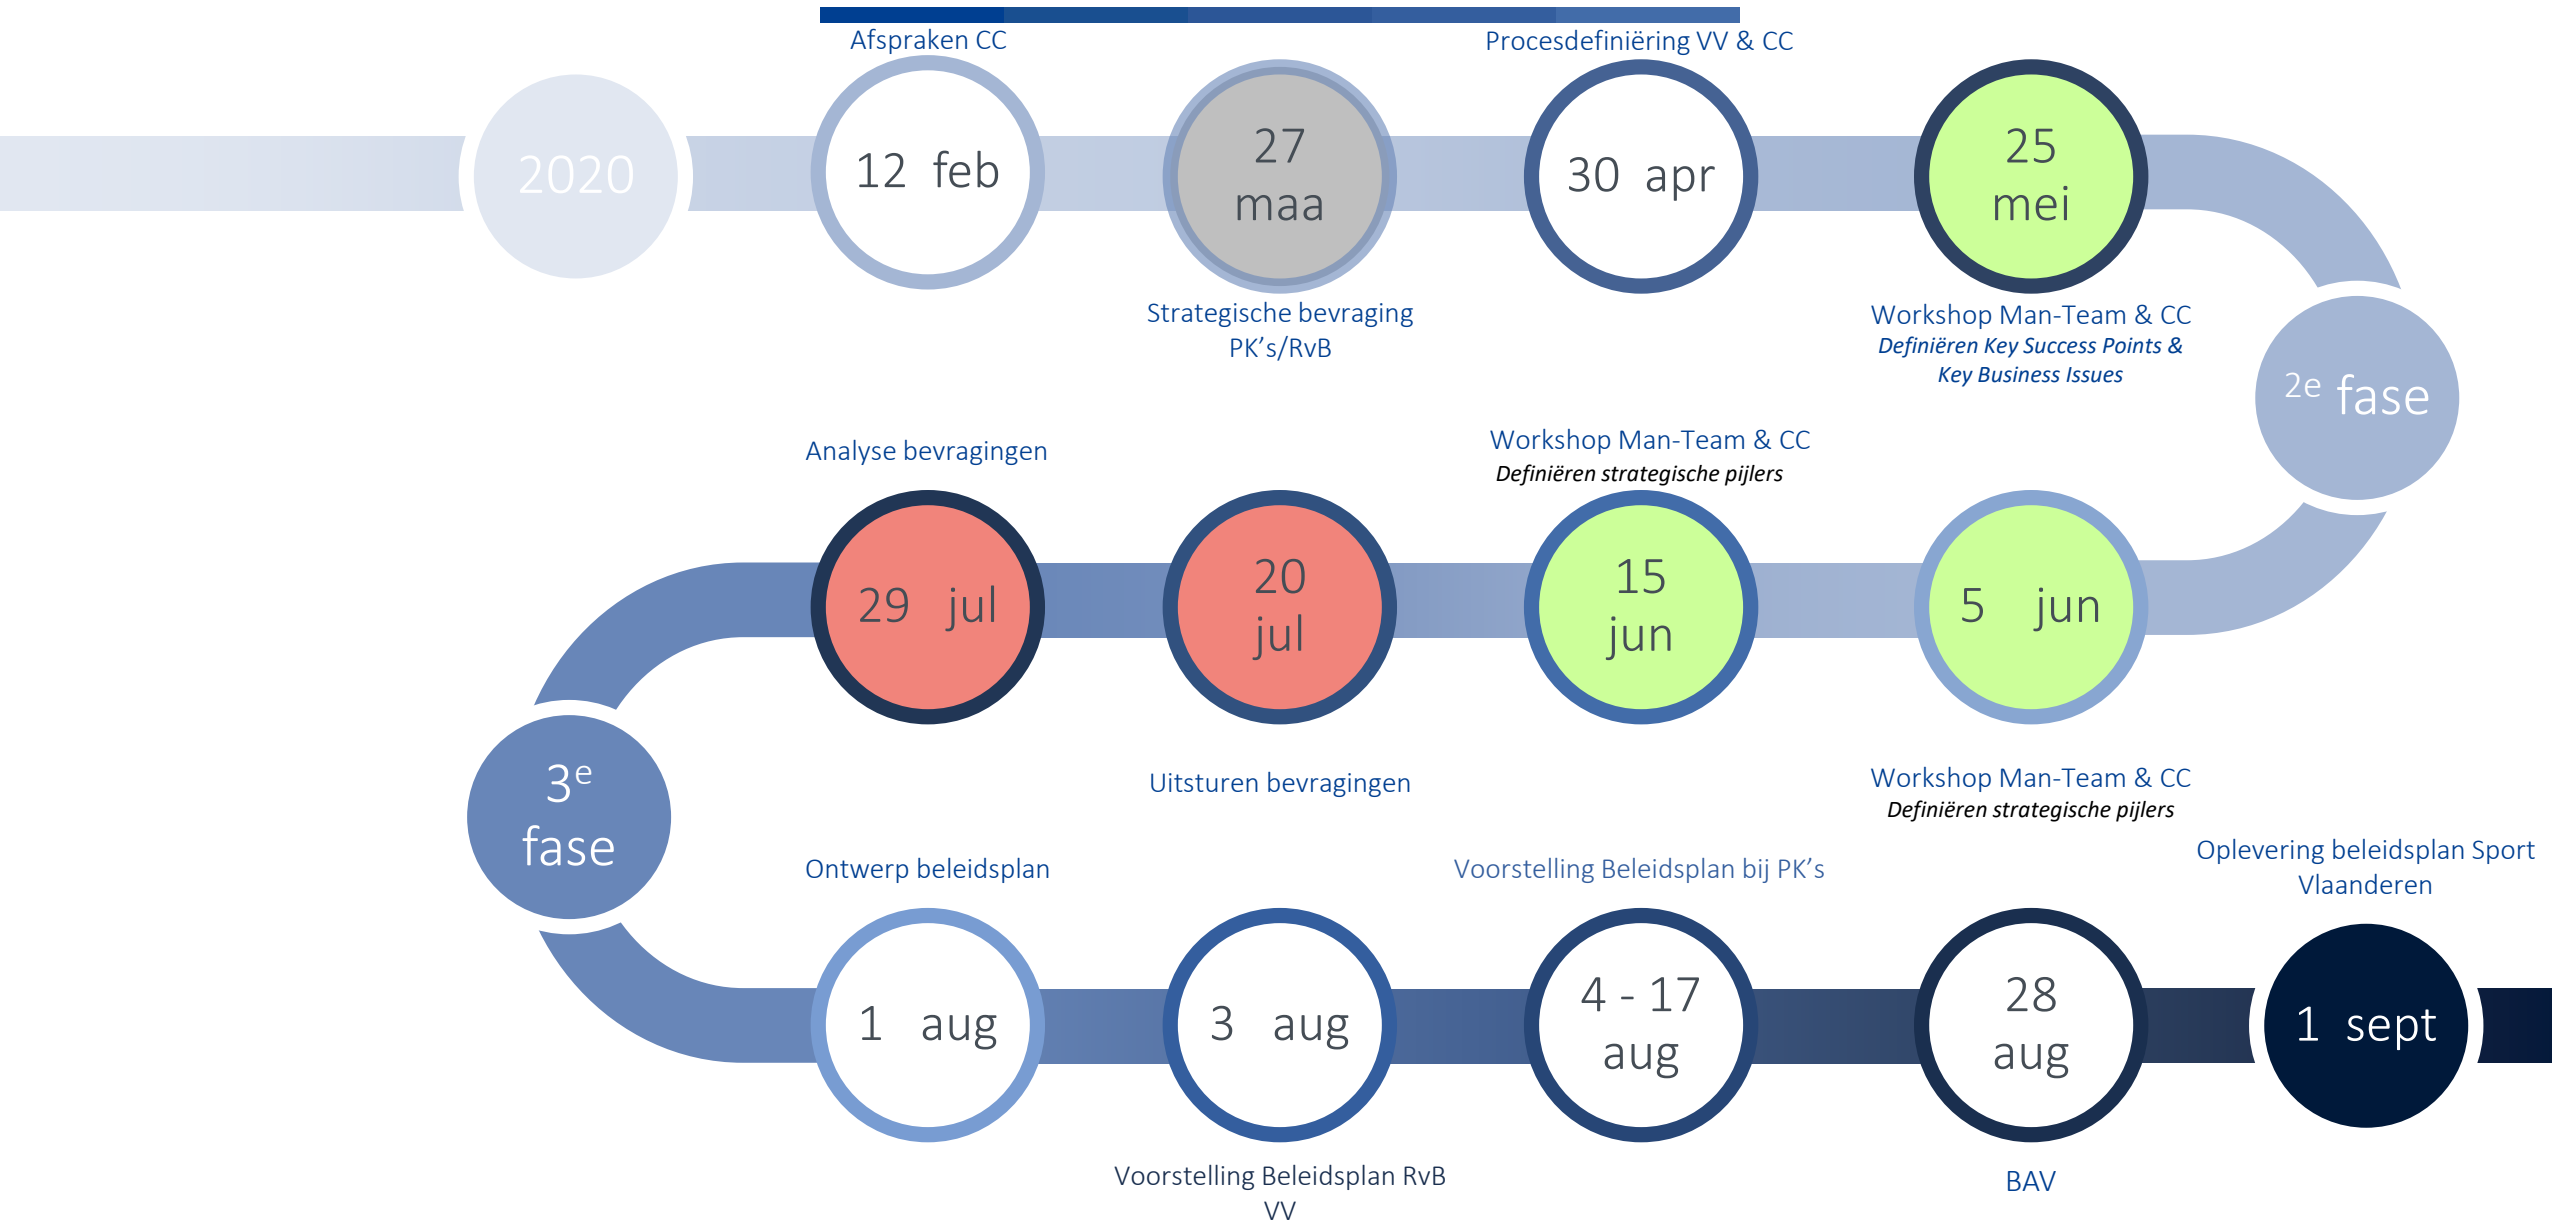 Afspraken CC
Procesdefiniëring VV & CC
2020
12 feb
27
maa
30 apr
25
mei
Strategische bevraging
PK's/RvB
Workshop Man-Team & CC
Definiëren Key Success Points &
Key Business Issues
2e fase
Analyse bevragingen
Workshop Man-Team & CC
Definiëren strategische pijlers
29 jul
20
jul
15
jun
5 jun
Uitsturen bevragingen
Workshop Man-Team & CC
Definiëren strategische pijlers
3e
fase
Ontwerp beleidsplan
Voorstelling Beleidsplan bij PK's
Oplevering beleidsplan Sport
Vlaanderen
1 aug
3 aug
4 - 17
aug
28
aug
1 sept
Voorstelling Beleidsplan RvB
VV
BAV